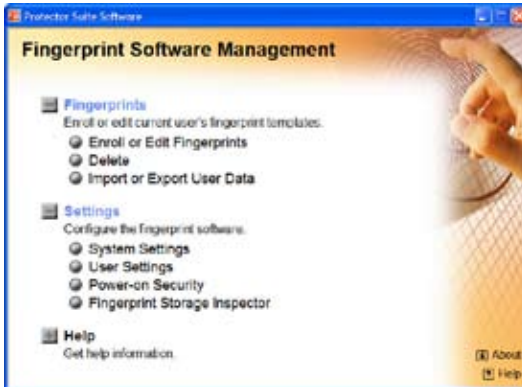 Protector Suite Software
Fingerprint Software Management
Fingerprints
Enroll or edit current user's fingerprint templates.
Enroll or Edit Fingerprints
Delete
Import or Export User Data
Settings
Configure the fingerprint software.
System Settings
User Settings
Power-on Security
Fingerprint Storage Inspector
Help
Get help information.
About
Help